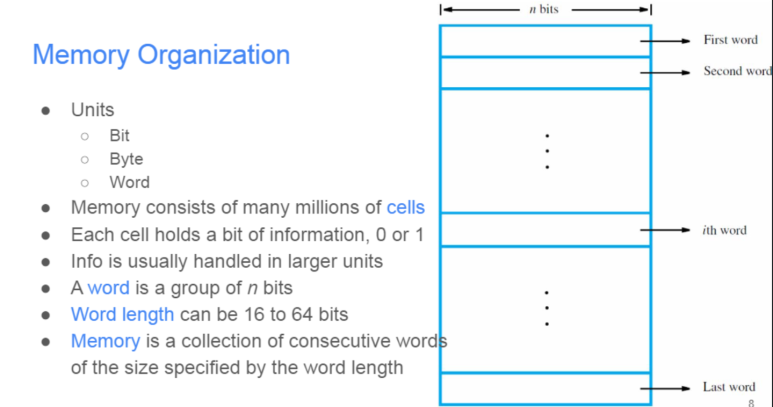 Memory Organization
● Units
○ Bit
○ Byte
○ Word
● Memory consists of many millions of cells
● Each cell holds a bit of information, 0 or 1
● Info is usually handled in larger units
● A word is a group of n bits
● Word length can be 16 to 64 bits
● Memory is a collection of consecutive words
of the size specified by the word length
n bits
First word
Second word
ith word
Last word
8